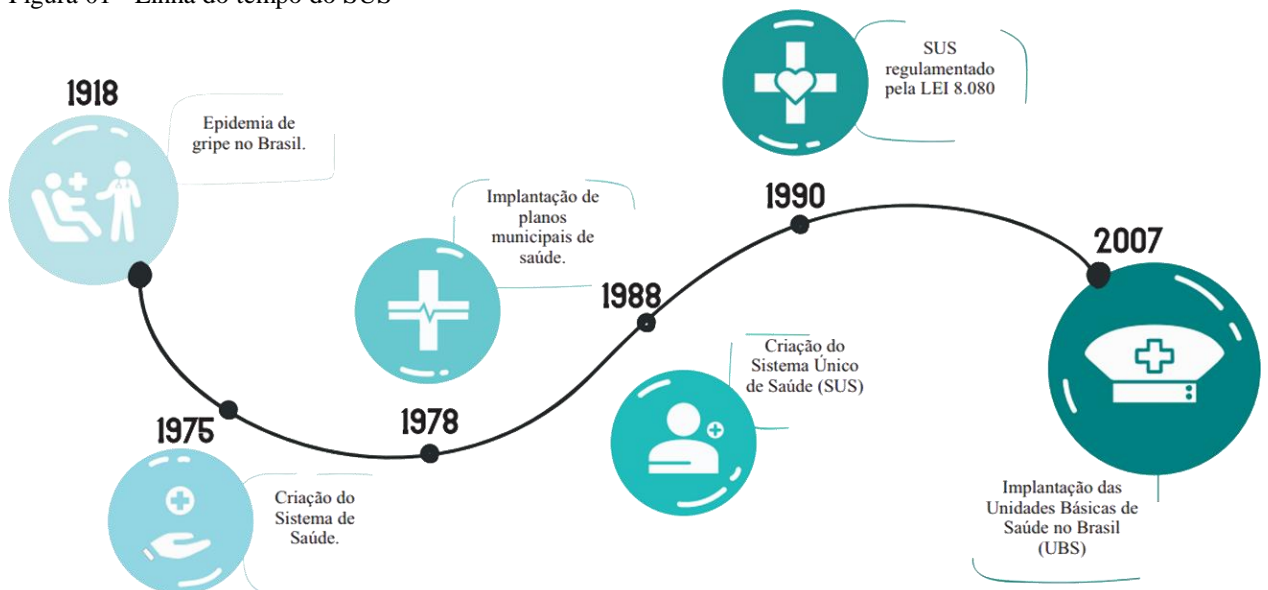 Figura 01 - Linha do tempo do SUS
1918
Epidemia de
gripe no Brasil.
1975
Criação do
Sistema de
Saúde.
Implantação de
planos
municipais de
saúde.
1978
1988
Criação do
Sistema Único
de Saúde (SUS)
SUS
regulamentado
pela LEI 8.080
1990
2007
Implantação das
Unidades Básicas de
Saúde no Brasil
(UBS)